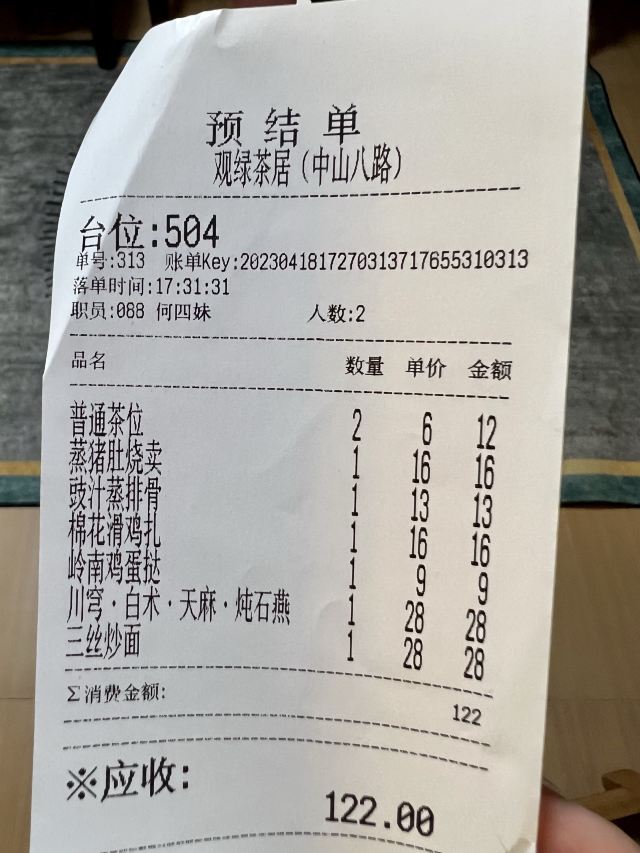 预结单
观绿茶居(中山八路)
台位:504
单号:313 账单Key:20230418172703137176553​10313
落单时间:17:31:31
职员:088 何四妹 人数:2
品名 数量 单价 金额
普通茶位 2 6 12
蒸猪肚烧卖 1 16 16
豉汁蒸排骨 1 13 13
棉花滑鸡扎 1 16 16
岭南鸡蛋挞 1 9 9
川穹·白术·天麻·炖石燕 1 28 28
三丝炒面 1 28 28
Σ消费金额: 122
※应收: 122.00